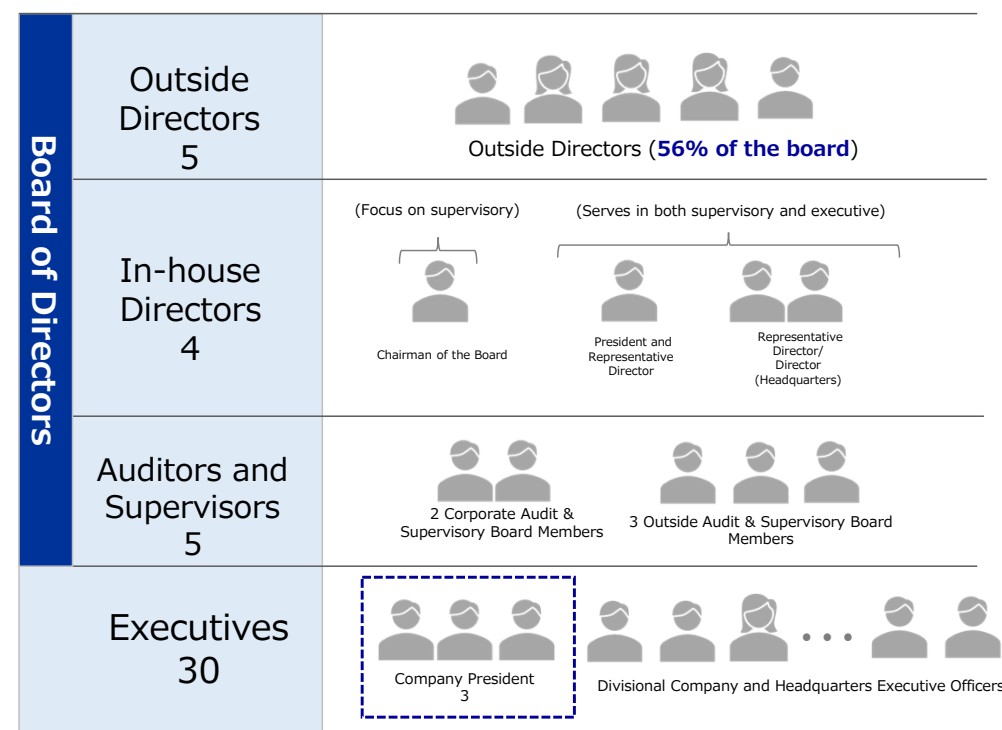 Board of Directors
Outside
Directors
5
Outside Directors (56% of the board)
In-house
Directors
4
(Focus on supervisory)
(Serves in both supervisory and executive)
Chairman of the Board
President and
Representative
Director
Representative
Director/
Director
(Headquarters)
Auditors and
Supervisors
5
2 Corporate Audit &
Supervisory Board Members
3 Outside Audit & Supervisory Board
Members
Executives
30
Company President
3
• • •
Divisional Company and Headquarters Executive Officers